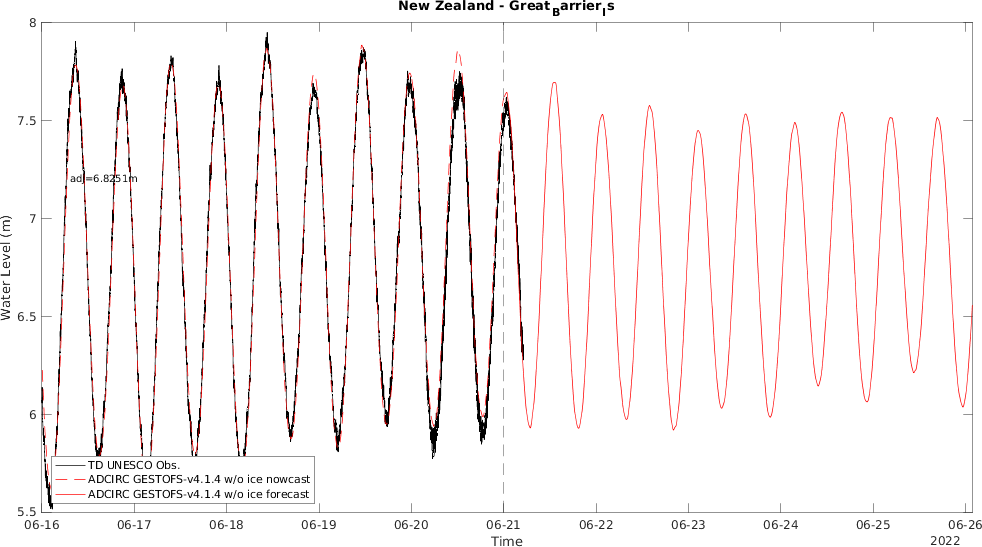 New Zealand - Great_Barrier_Is
8
7.5
7
6.5
6
5.5
Water Level (m)
adj=6.8251m
TD UNESCO Obs.
ADCIRC GESTOFS-v4.1.4 w/o ice nowcast
ADCIRC GESTOFS-v4.1.4 w/o ice forecast
06-16 06-17 06-18 06-19 06-20 06-21 06-22 06-23 06-24 06-25 06-26
Time
2022